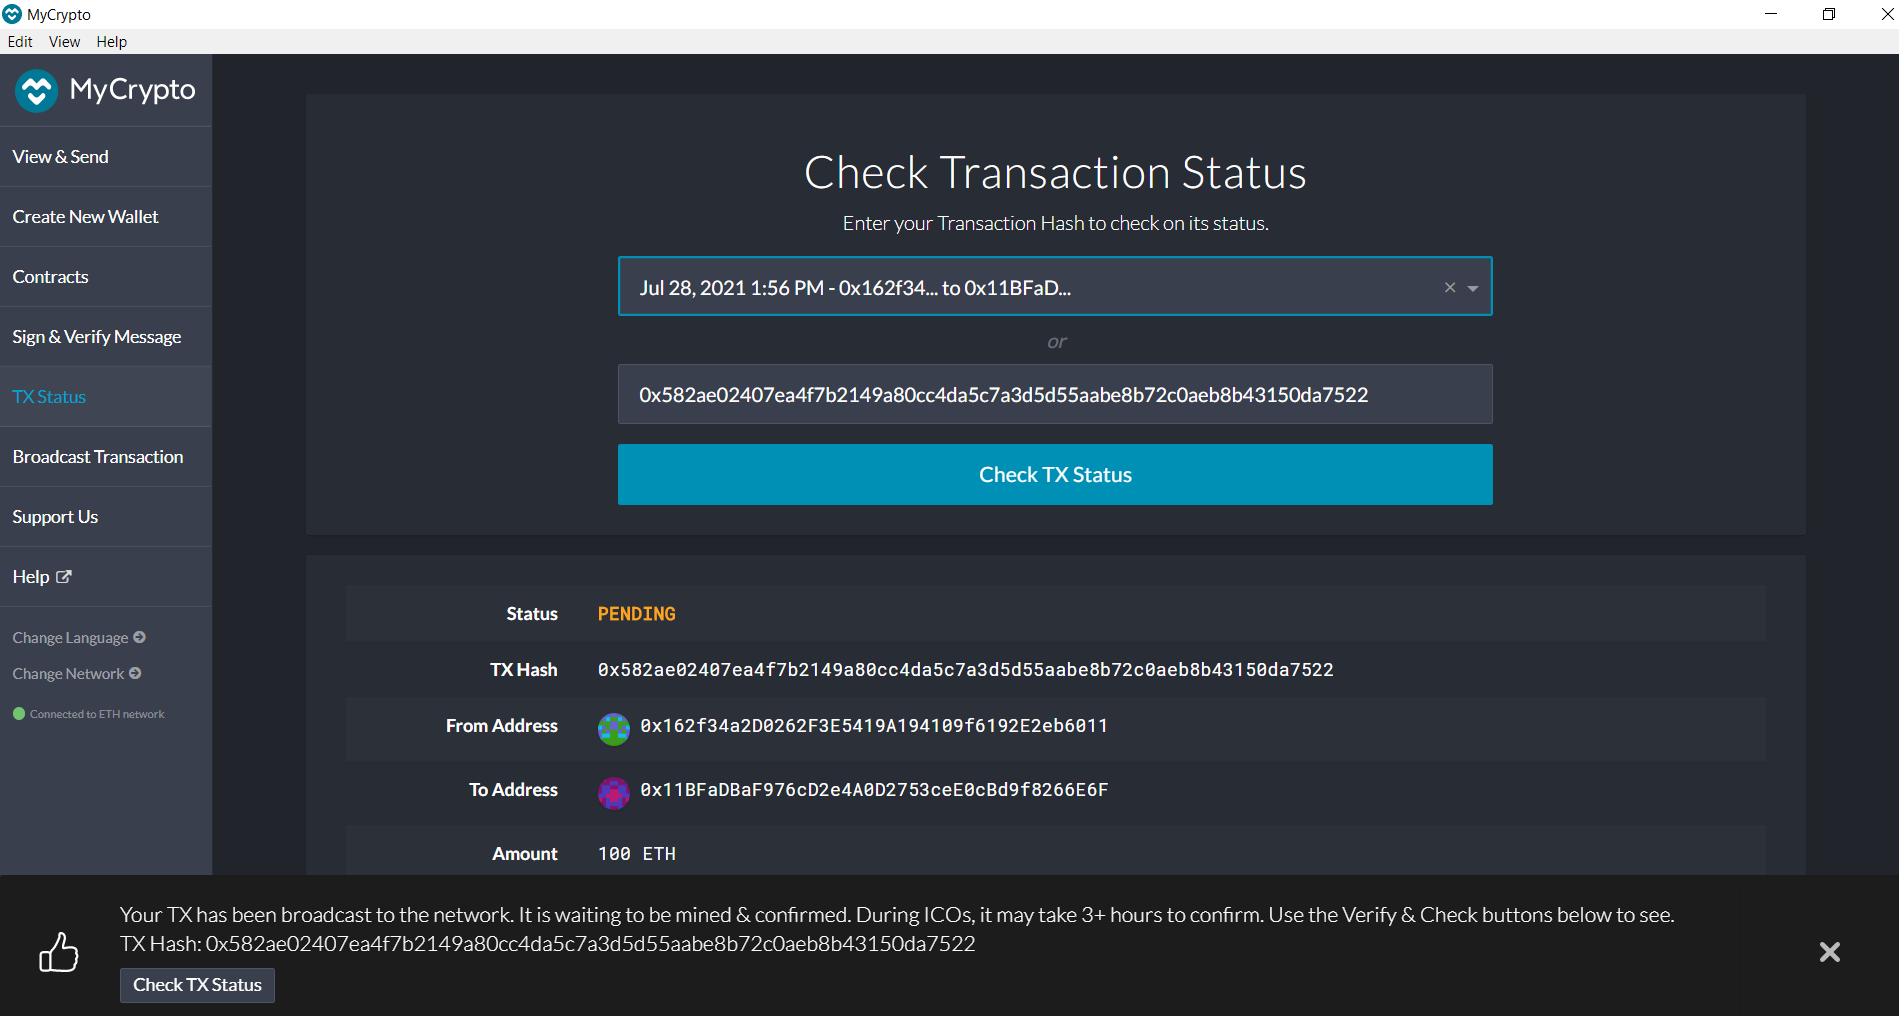 MyCrypto
Edit View Help
MyCrypto
View & Send
Create New Wallet
Contracts
Sign & Verify Message
TX Status
Broadcast Transaction
Support Us
Help
Change Language
Change Network
Connected to ETH network
Check Transaction Status
Enter your Transaction Hash to check on its status.
Jul 28, 2021 1:56 PM - 0x162f34... to 0x11BFaD...
or
0x582ae02407ea4f7b2149a80cc4da5c7a3d5d55aabe8b72c0aeb8b43150da7522
Check TX Status
Status PENDING
TX Hash 0x582ae02407ea4f7b2149a80cc4da5c7a3d5d55aabe8b72c0aeb8b43150da7522
From Address 0x162f34a2D0262F3E5419A194109f6192E2eb6011
To Address 0x11BFaDBaF976cD2e4A0D2753ceE0cBd9f8266E6F
Amount 100 ETH
Your TX has been broadcast to the network. It is waiting to be mined & confirmed. During ICOs, it may take 3+ hours to confirm. Use the Verify & Check buttons below to see.
TX Hash: 0x582ae02407ea4f7b2149a80cc4da5c7a3d5d55aabe8b72c0aeb8b43150da7522
Check TX Status